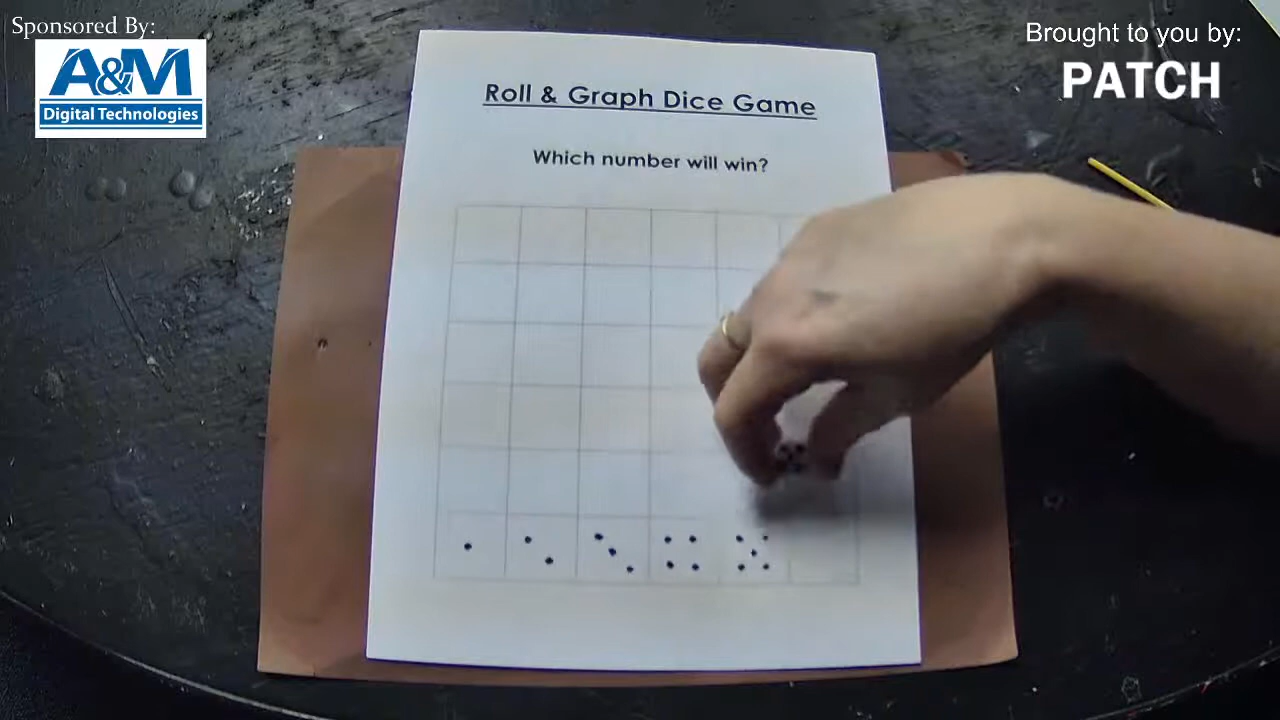 Sponsored By:
A&M
Digital Technologies
Brought to you by:
PATCH
Roll & Graph Dice Game
Which number will win?